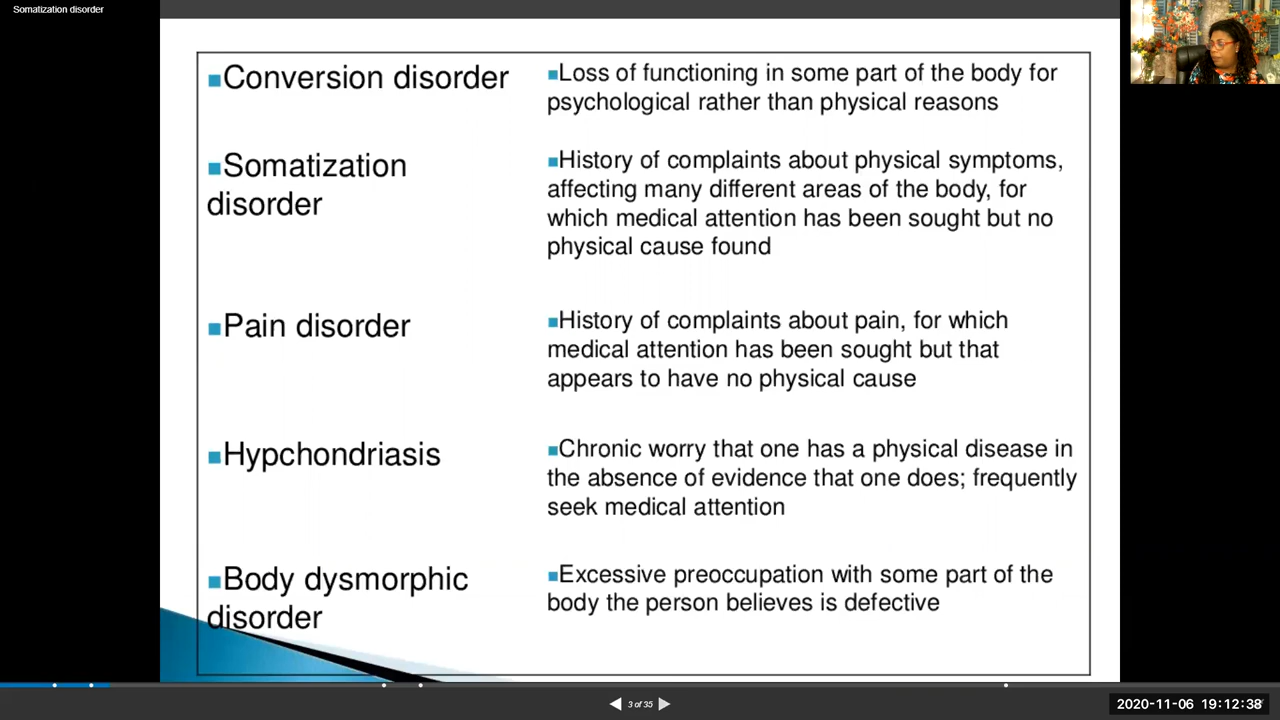 Somatization disorder
Conversion disorder
Loss of functioning in some part of the body for
psychological rather than physical reasons
Somatization
disorder
History of complaints about physical symptoms,
affecting many different areas of the body, for
which medical attention has been sought but no
physical cause found
Pain disorder
History of complaints about pain, for which
medical attention has been sought but that
appears to have no physical cause
Hypchondriasis
Chronic worry that one has a physical disease in
the absence of evidence that one does; frequently
seek medical attention
Body dysmorphic
disorder
Excessive preoccupation with some part of the
body the person believes is defective
3 of 35
2020-11-06 19:12:38